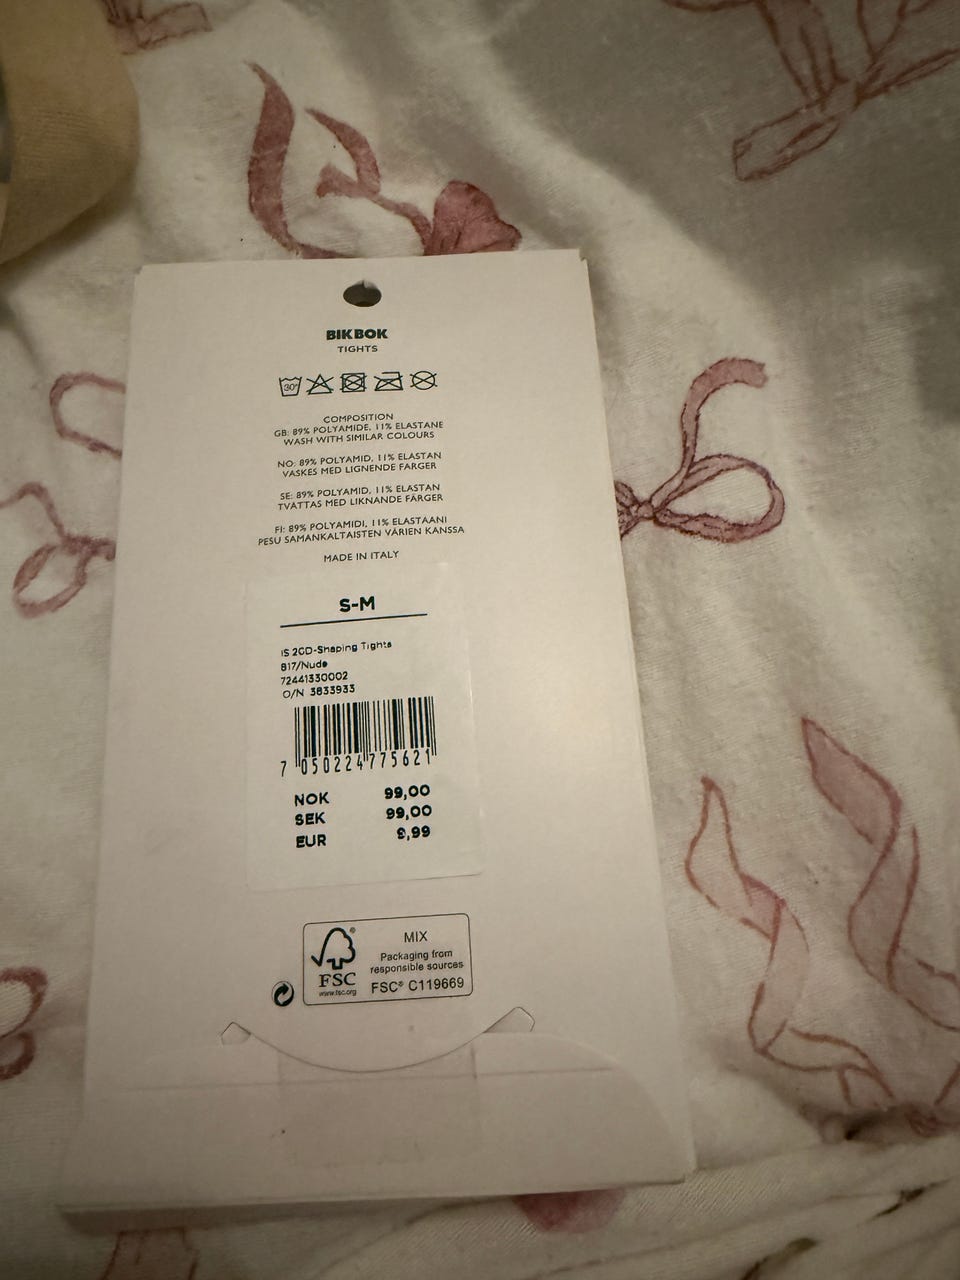 BIK BOK
TIGHTS
30°
COMPOSITION
GB: 89% POLYAMIDE, 11% ELASTANE
WASH WITH SIMILAR COLOURS
NO: 89% POLYAMID, 11% ELASTAN
VASKES MED LIGNENDE FARGER
SE: 89% POLYAMID, 11% ELASTAN
TVÄTTAS MED LIKNANDE FÄRGER
FI: 89% POLYAMIDI, 11% ELASTAANI
PESU SAMANKALTAISTEN VÄRIEN KANSSA
MADE IN ITALY
S-M
IS 20D-Shaping Tights
817/Nude
72441330002
O/N 3833933
7 050224 775621
NOK 99,00
SEK 99,00
EUR 9,99
FSC®
www.fsc.org
MIX
Packaging from
responsible sources
FSC® C119669